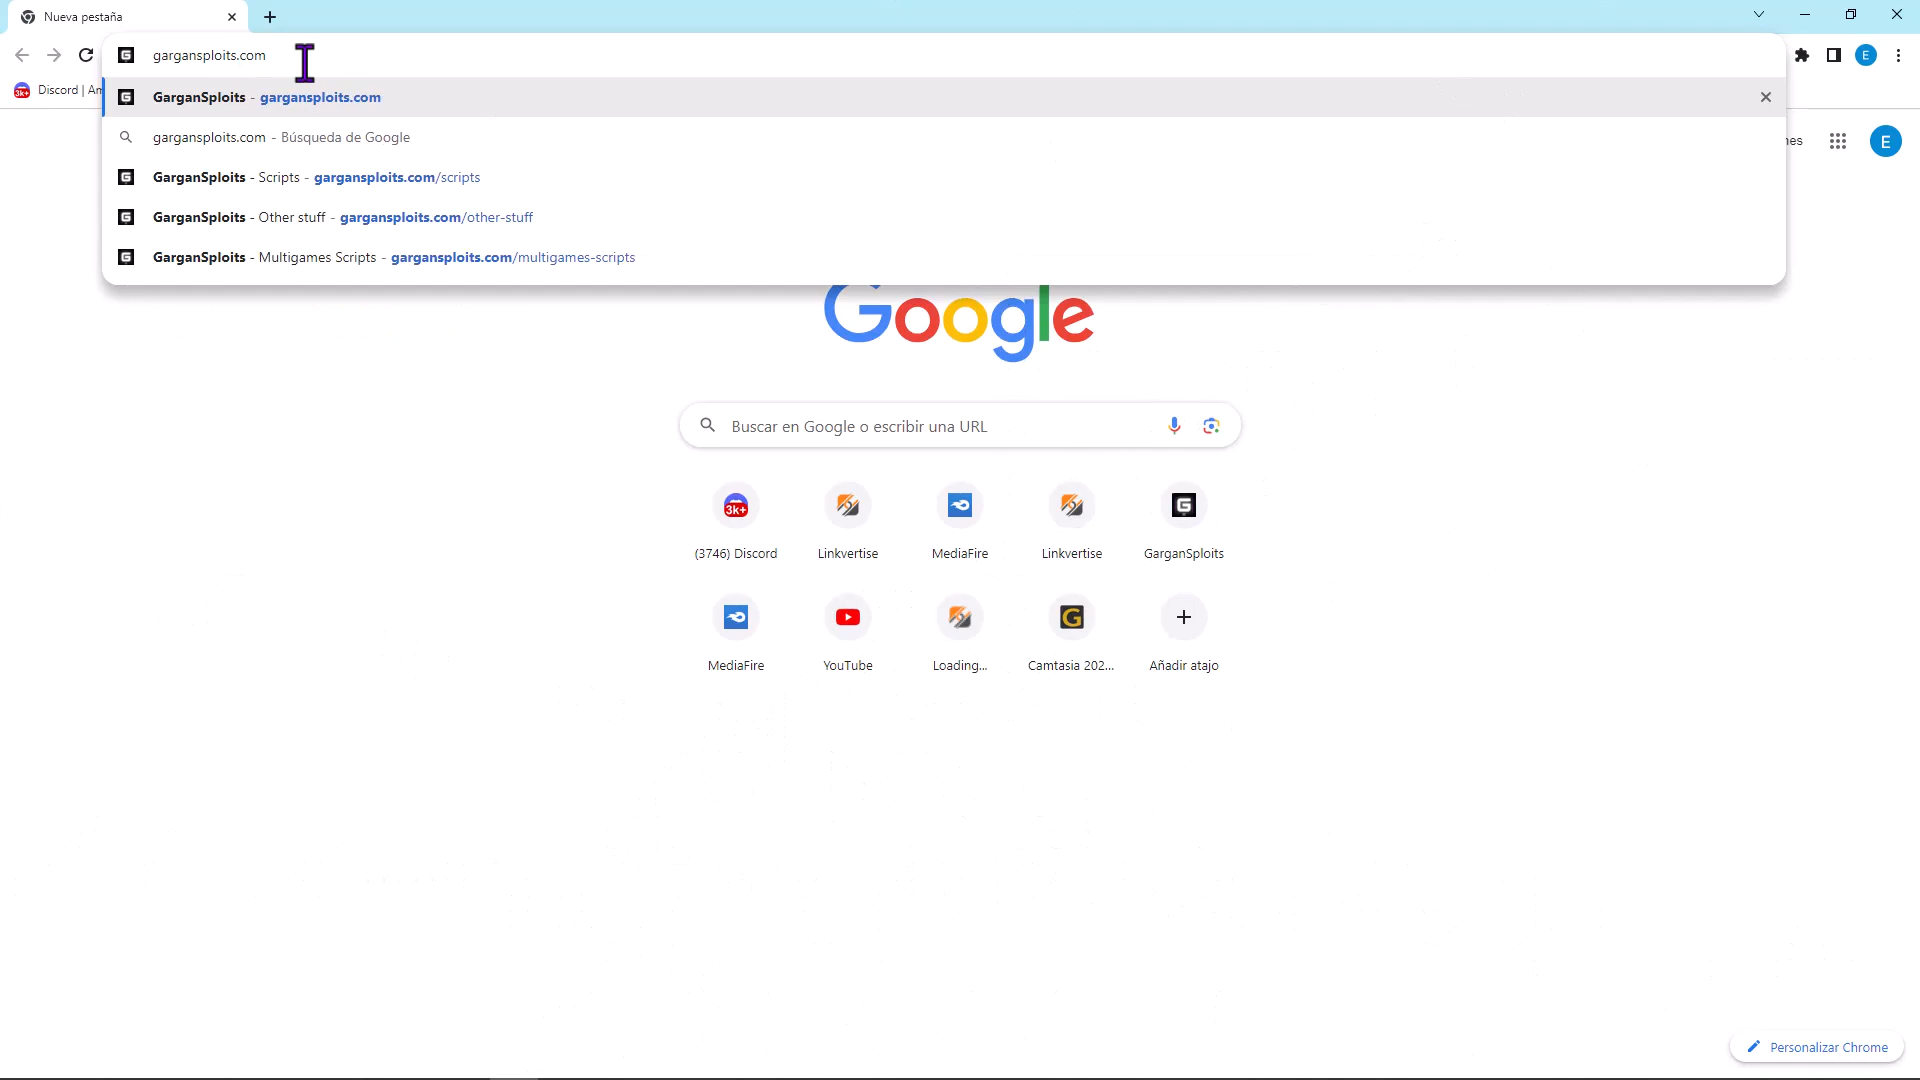 Nueva pestaña
gargansploits.com
3K+ Discord | Am
GarganSploits - gargansploits.com
gargansploits.com - Búsqueda de Google
GarganSploits - Scripts - gargansploits.com/scripts
GarganSploits - Other stuff - gargansploits.com/other-stuff
GarganSploits - Multigames Scripts - gargansploits.com/multigames-scripts
E
nes
E
Google
Buscar en Google o escribir una URL
3K+
G
(3746) Discord
Linkvertise
MediaFire
Linkvertise
GarganSploits
G
MediaFire
YouTube
Loading...
Camtasia 202...
Añadir atajo
Personalizar Chrome